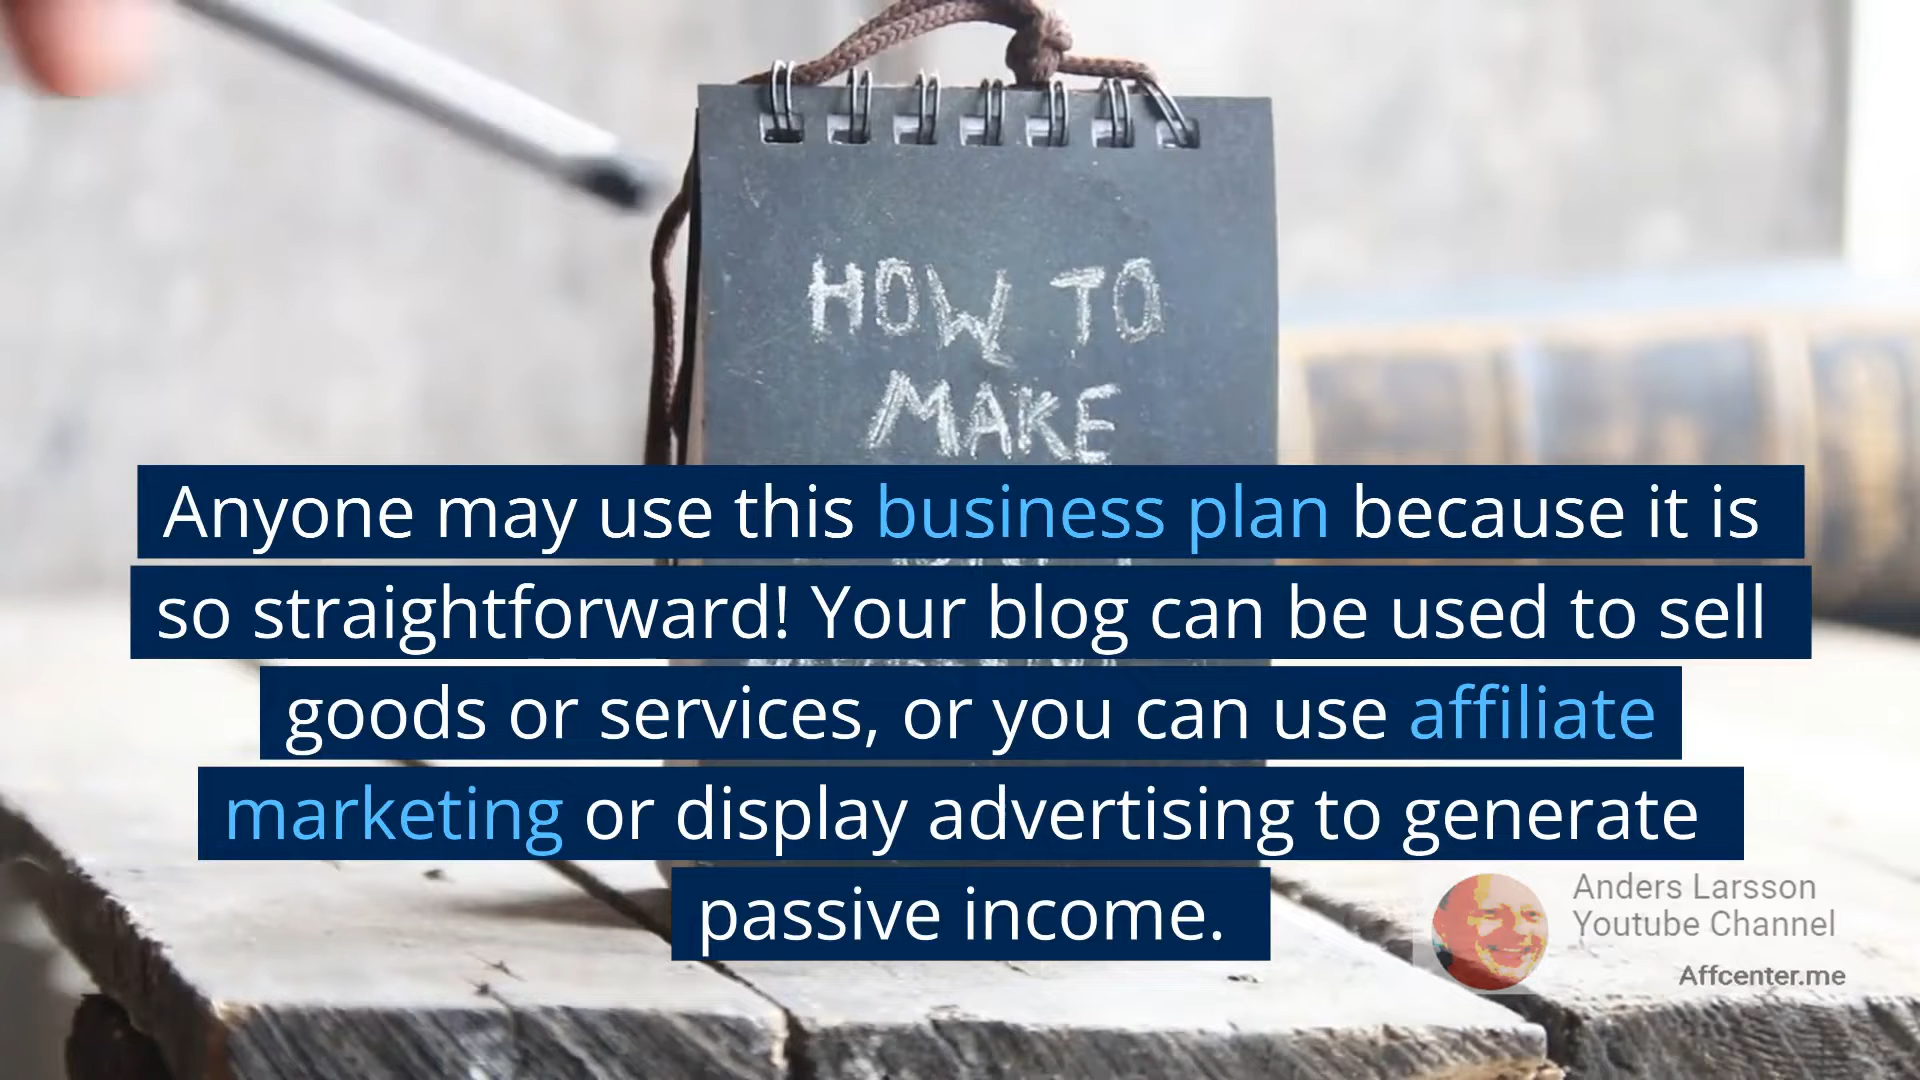 HOW TO
MAKE
Anyone may use this business plan because it is
so straightforward! Your blog can be used to sell
goods or services, or you can use affiliate
marketing or display advertising to generate
passive income.
Anders Larsson
Youtube Channel
Affcenter.me